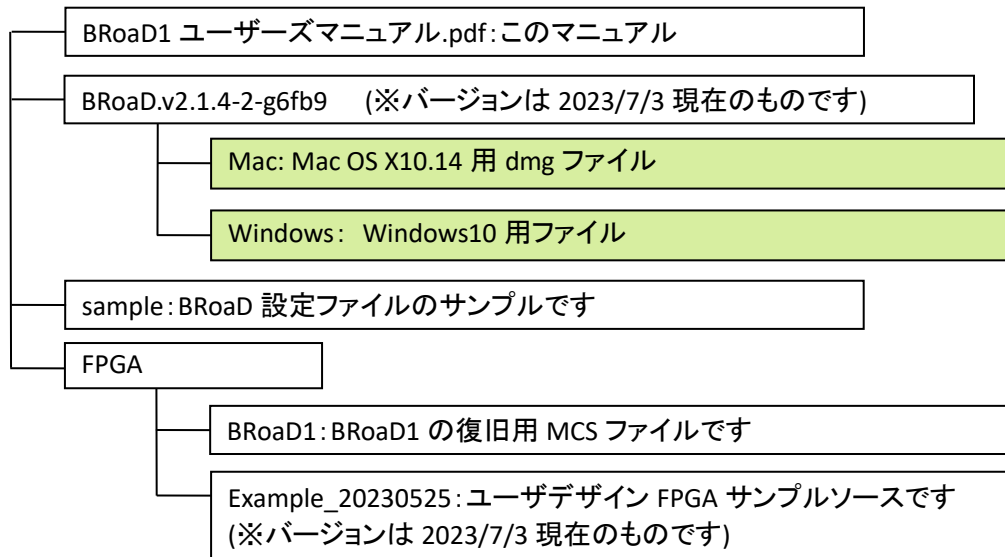 BRoaD1 ユーザーズマニュアル.pdf：このマニュアル
BRoaD.v2.1.4-2-g6fb9 (※バージョンは 2023/7/3 現在のものです)
Mac: Mac OS X10.14 用 dmg ファイル
Windows： Windows10 用ファイル
sample：BRoaD 設定ファイルのサンプルです
FPGA
BRoaD1：BRoaD1 の復旧用 MCS ファイルです
Example_20230525：ユーザデザイン FPGA サンプルソースです
(※バージョンは 2023/7/3 現在のものです)